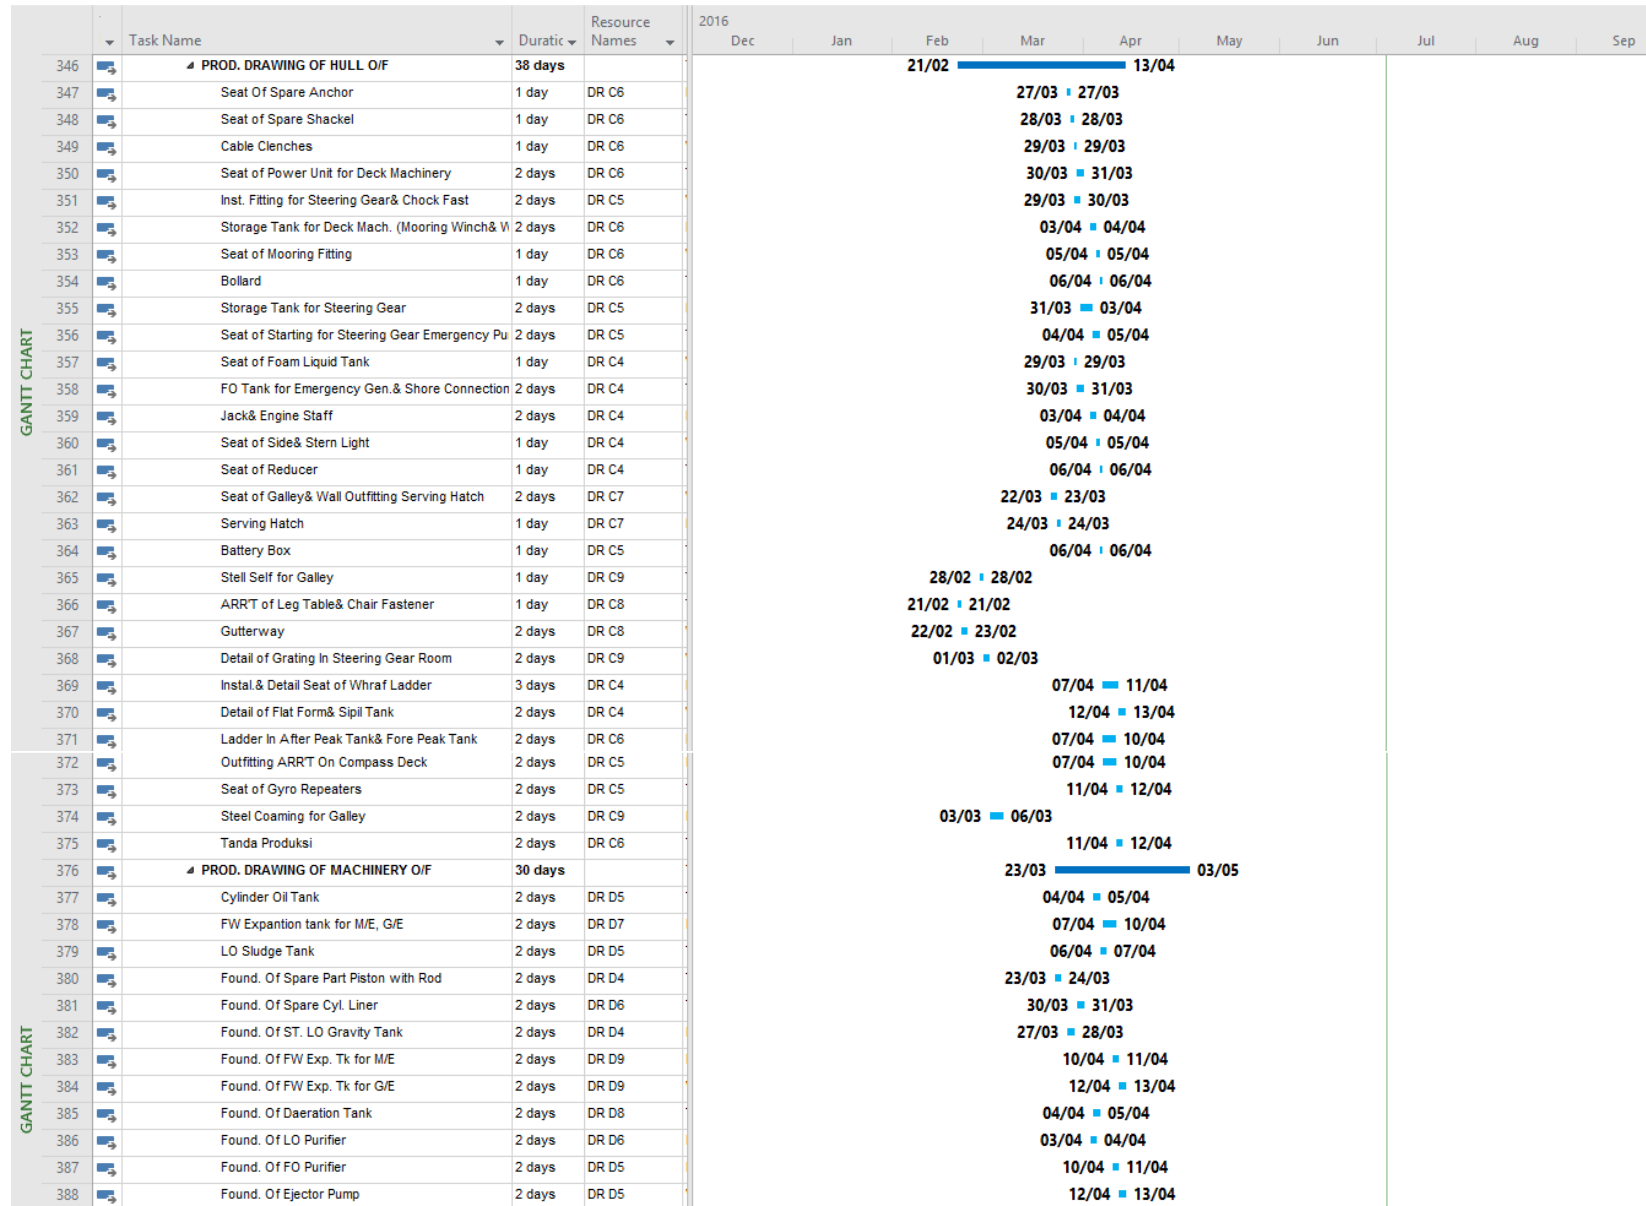 Resource
2016
Task Name Duratic Names
Dec Jan Feb Mar Apr May Jun Jul Aug Sep
346 PROD. DRAWING OF HULL O/F 38 days 21/02 13/04
347 Seat Of Spare Anchor 1 day DR C6 27/03 27/03
348 Seat of Spare Shackel 1 day DR C6 28/03 28/03
349 Cable Clenches 1 day DR C6 29/03 29/03
350 Seat of Power Unit for Deck Machinery 2 days DR C6 30/03 31/03
351 Inst. Fitting for Steering Gear& Chock Fast 2 days DR C5 29/03 30/03
352 Storage Tank for Deck Mach. (Mooring Winch& W 2 days DR C6 03/04 04/04
353 Seat of Mooring Fitting 1 day DR C6 05/04 05/04
354 Bollard 1 day DR C6 06/04 06/04
355 Storage Tank for Steering Gear 2 days DR C5 31/03 03/04
356 Seat of Starting for Steering Gear Emergency Pu 2 days DR C5 04/04 05/04
357 Seat of Foam Liquid Tank 1 day DR C4 29/03 29/03
358 FO Tank for Emergency Gen.& Shore Connection 2 days DR C4 30/03 31/03
359 Jack& Engine Staff 2 days DR C4 03/04 04/04
360 Seat of Side& Stern Light 1 day DR C4 05/04 05/04
361 Seat of Reducer 1 day DR C4 06/04 06/04
362 Seat of Galley& Wall Outfitting Serving Hatch 2 days DR C7 22/03 23/03
363 Serving Hatch 1 day DR C7 24/03 24/03
364 Battery Box 1 day DR C5 06/04 06/04
365 Stell Self for Galley 1 day DR C9 28/02 28/02
366 ARR'T of Leg Table& Chair Fastener 1 day DR C8 21/02 21/02
367 Gutterway 2 days DR C8 22/02 23/02
368 Detail of Grating In Steering Gear Room 2 days DR C9 01/03 02/03
369 Instal.& Detail Seat of Whraf Ladder 3 days DR C4 07/04 11/04
370 Detail of Flat Form& Sipil Tank 2 days DR C4 12/04 13/04
371 Ladder In After Peak Tank& Fore Peak Tank 2 days DR C6 07/04 10/04
GANTT CHART
372 Outfitting ARR'T On Compass Deck 2 days DR C5 07/04 10/04
373 Seat of Gyro Repeaters 2 days DR C5 11/04 12/04
374 Steel Coaming for Galley 2 days DR C9 03/03 06/03
375 Tanda Produksi 2 days DR C6 11/04 12/04
376 PROD. DRAWING OF MACHINERY O/F 30 days 23/03 03/05
377 Cylinder Oil Tank 2 days DR D5 04/04 05/04
378 FW Expantion tank for M/E, G/E 2 days DR D7 07/04 10/04
379 LO Sludge Tank 2 days DR D5 06/04 07/04
380 Found. Of Spare Part Piston with Rod 2 days DR D4 23/03 24/03
381 Found. Of Spare Cyl. Liner 2 days DR D6 30/03 31/03
382 Found. Of ST. LO Gravity Tank 2 days DR D4 27/03 28/03
383 Found. Of FW Exp. Tk for M/E 2 days DR D9 10/04 11/04
384 Found. Of FW Exp. Tk for G/E 2 days DR D9 12/04 13/04
385 Found. Of Daeration Tank 2 days DR D8 04/04 05/04
386 Found. Of LO Purifier 2 days DR D6 03/04 04/04
387 Found. Of FO Purifier 2 days DR D5 10/04 11/04
388 Found. Of Ejector Pump 2 days DR D5 12/04 13/04
GANTT CHART